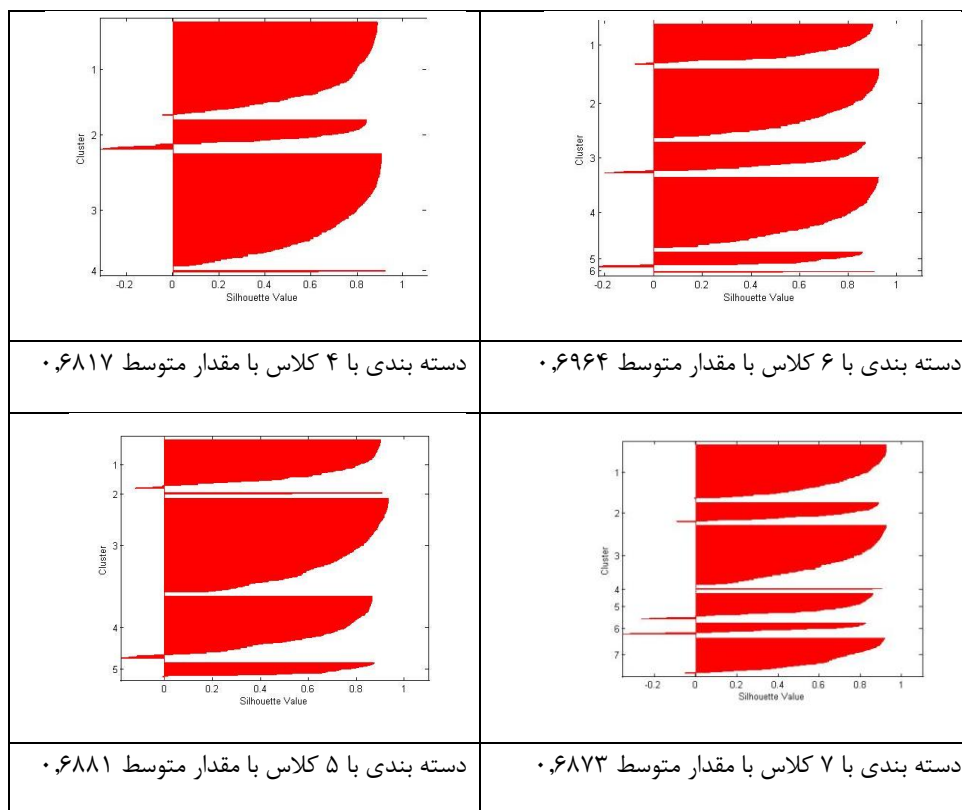 1
2
3
4
Cluster
-0.2 0 0.2 0.4 0.6 0.8 1
Silhouette Value
1
2
3
4
5
6
Cluster
-0.2 0 0.2 0.4 0.6 0.8 1
Silhouette Value
دسته بندی با ۴ کلاس با مقدار متوسط ۰٫۶۸۱۷
دسته بندی با ۶ کلاس با مقدار متوسط ۰٫۶۹۶۴
1
2
3
4
5
Cluster
0 0.2 0.4 0.6 0.8 1
Silhouette Value
1
2
3
4
5
6
7
Cluster
-0.2 0 0.2 0.4 0.6 0.8 1
Silhouette Value
دسته بندی با ۵ کلاس با مقدار متوسط ۰٫۶۸۸۱
دسته بندی با ۷ کلاس با مقدار متوسط ۰٫۶۸۷۳